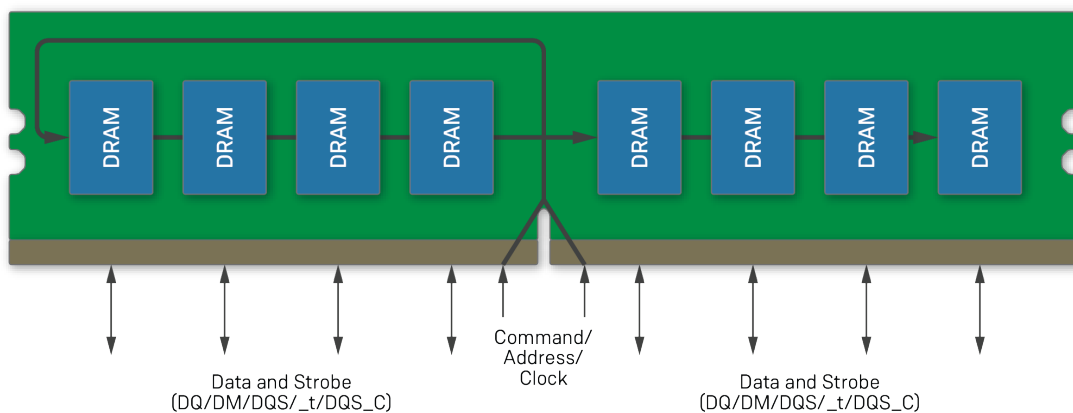 DRAM
DRAM
DRAM
DRAM
DRAM
DRAM
DRAM
DRAM
Command/
Address/
Clock
Data and Strobe
(DQ/DM/DQS/_t/DQS_C)
Data and Strobe
(DQ/DM/DQS/_t/DQS_C)